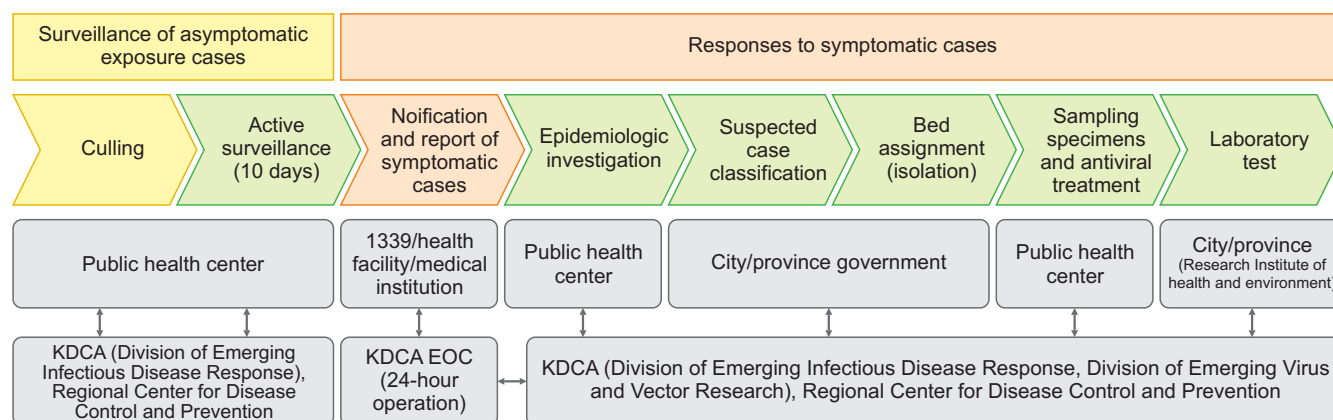 Surveillance of asymptomatic
exposure cases
Responses to symptomatic cases
Culling
Active
surveillance
(10 days)
Noification
and report of
symptomatic
cases
Epidemiologic
investigation
Suspected
case
classification
Bed
assignment
(isolation)
Sampling
specimens
and antiviral
treatment
Laboratory
test
Public health center
1339/health
facility/medical
institution
Public health
center
City/province government
Public health
center
City/province
(Research Institute of
health and environment)
KDCA (Division of Emerging
Infectious Disease Response),
Regional Center for Disease
Control and Prevention
KDCA EOC
(24-hour
operation)
KDCA (Division of Emerging Infectious Disease Response, Division of Emerging Virus
and Vector Research), Regional Center for Disease Control and Prevention